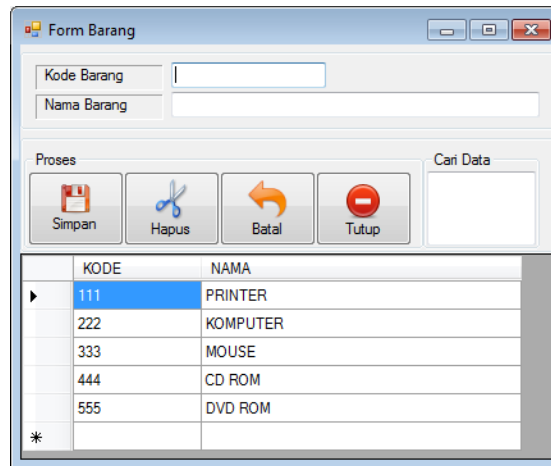 Form Barang
Kode Barang
Nama Barang
Proses
Cari Data
Simpan Hapus Batal Tutup
KODE NAMA
111 PRINTER
222 KOMPUTER
333 MOUSE
444 CD ROM
555 DVD ROM